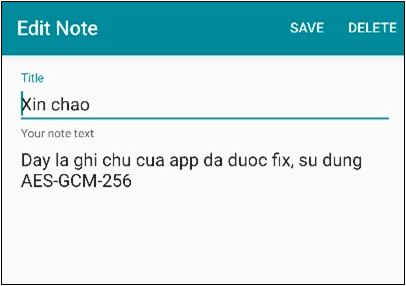 Edit Note
SAVE
DELETE
Title
Xin chao
Your note text
Day la ghi chu cua app da duoc fix, su dung
AES-GCM-256